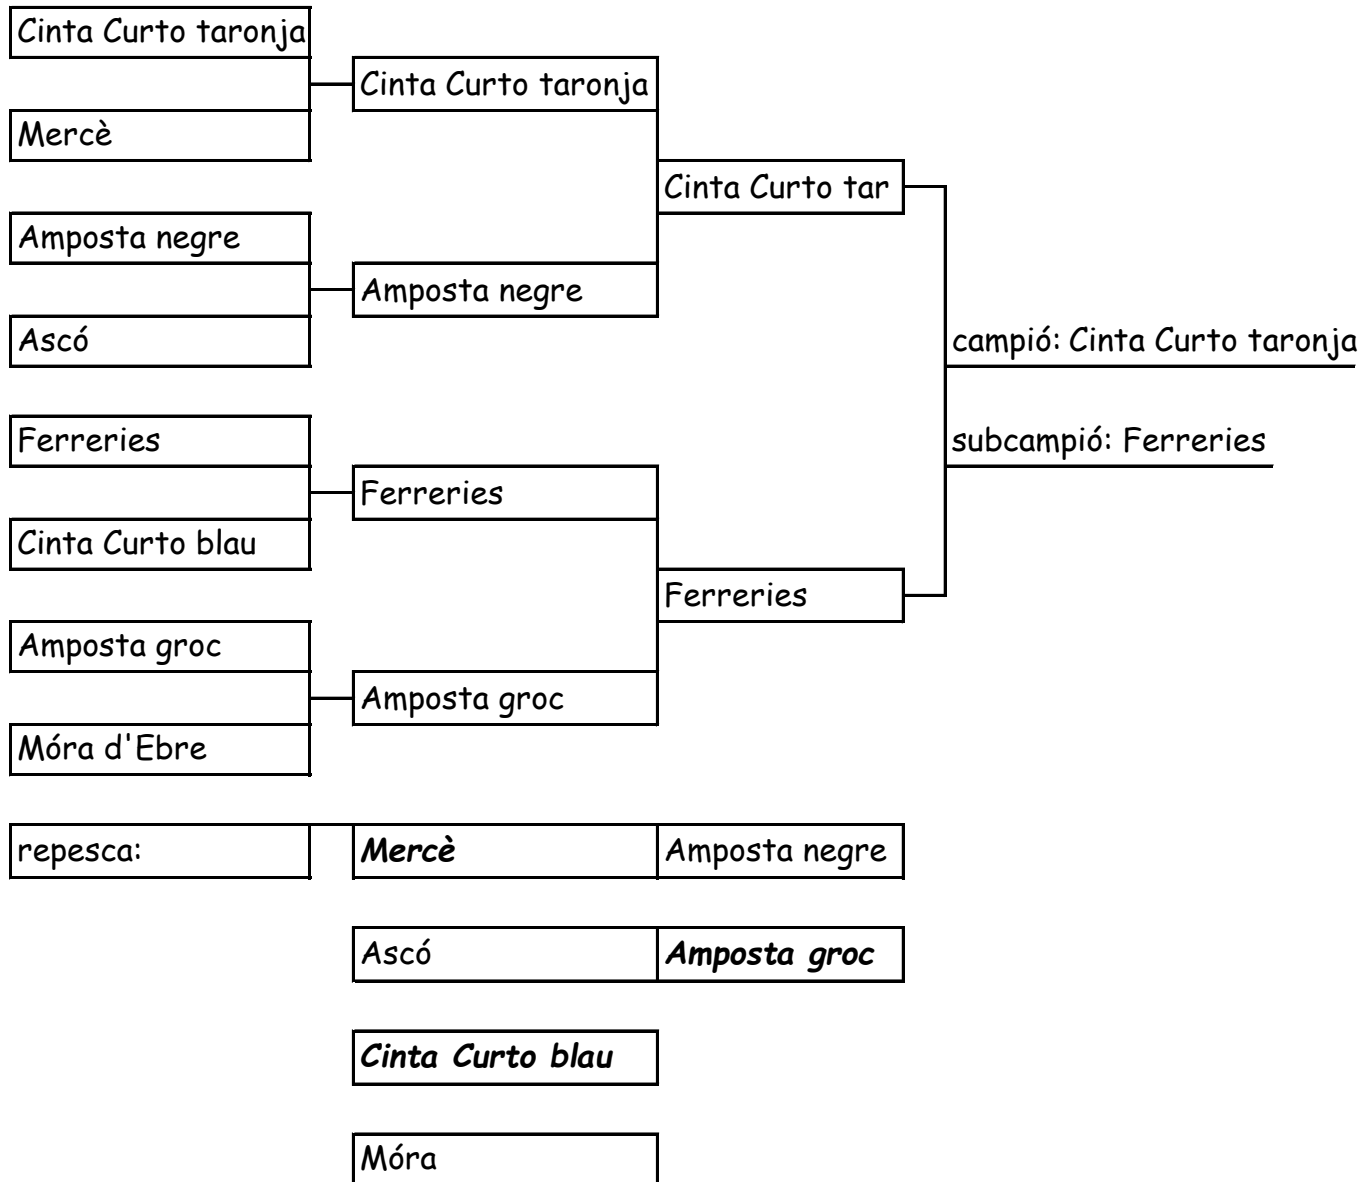 Cinta Curto taronja
Cinta Curto taronja
Mercè
Cinta Curto tar
Amposta negre
Amposta negre
Ascó
campió: Cinta Curto taronja
Ferreries
subcampió: Ferreries
Ferreries
Cinta Curto blau
Ferreries
Amposta groc
Amposta groc
Móra d'Ebre
repesca: Mercè Amposta negre
Ascó Amposta groc
Cinta Curto blau
Móra